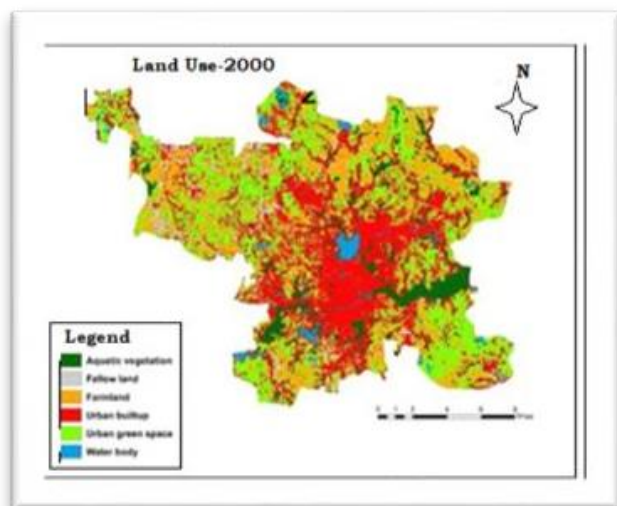 Land Use-2000
N
Legend
Aquatic vegetation
Fallow land
Farmland
Urban builtup
Urban green space
Water body